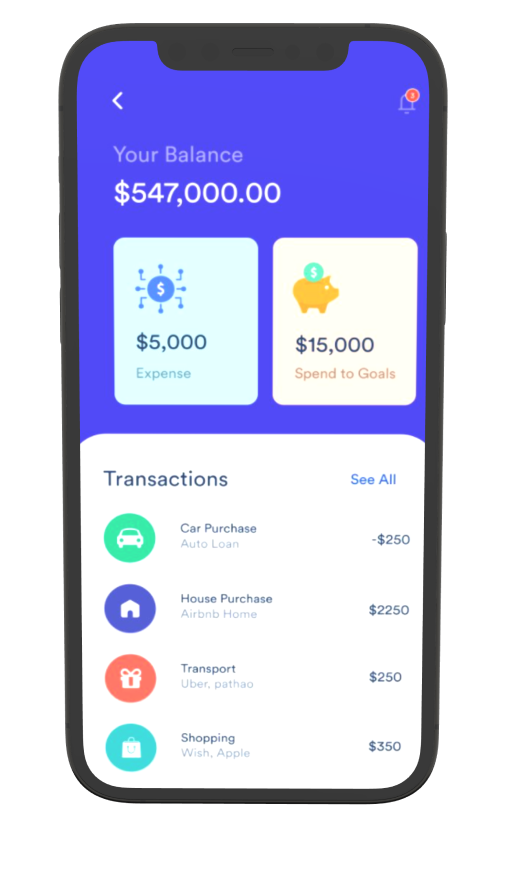 3
Your Balance
$547,000.00
$
$
$5,000
$15,000
Expense
Spend to Goals
Transactions
See All
Car Purchase
Auto Loan
-$250
House Purchase
Airbnb Home
$2250
Transport
Uber, pathao
$250
Shopping
Wish, Apple
$350